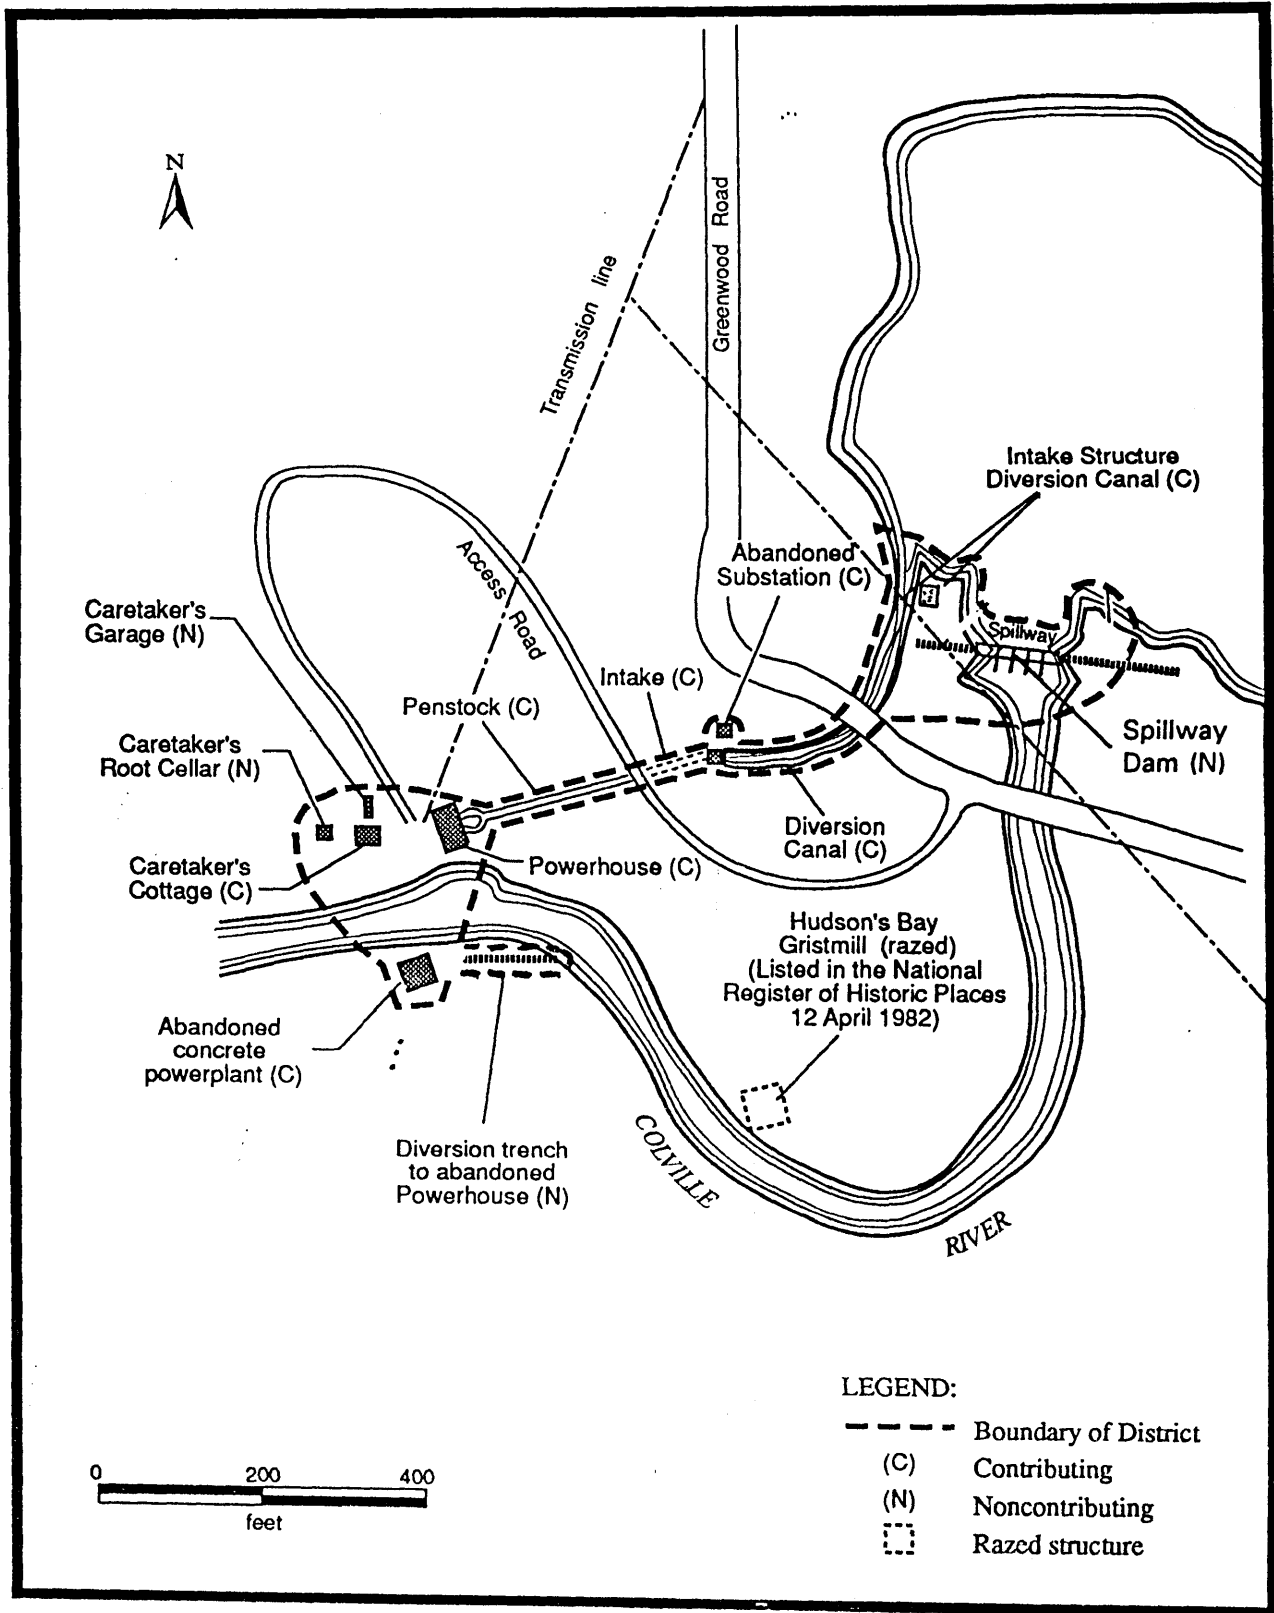 N
Greenwood Road
Transmission line
Intake Structure
Diversion Canal (C)
Abandoned
Substation (C)
Access Road
Caretaker's
Garage (N)
Spillway
Intake (C)
Penstock (C)
Caretaker's
Root Cellar (N)
Spillway
Dam (N)
Diversion
Canal (C)
Caretaker's
Cottage (C)
Powerhouse (C)
Hudson's Bay
Gristmill (razed)
(Listed in the National
Register of Historic Places
12 April 1982)
Abandoned
concrete
powerplant (C)
Diversion trench
to abandoned
Powerhouse (N)
COLVILLE
RIVER
LEGEND:
Boundary of District
(C) Contributing
(N) Noncontributing
Razed structure
0 200 400
feet